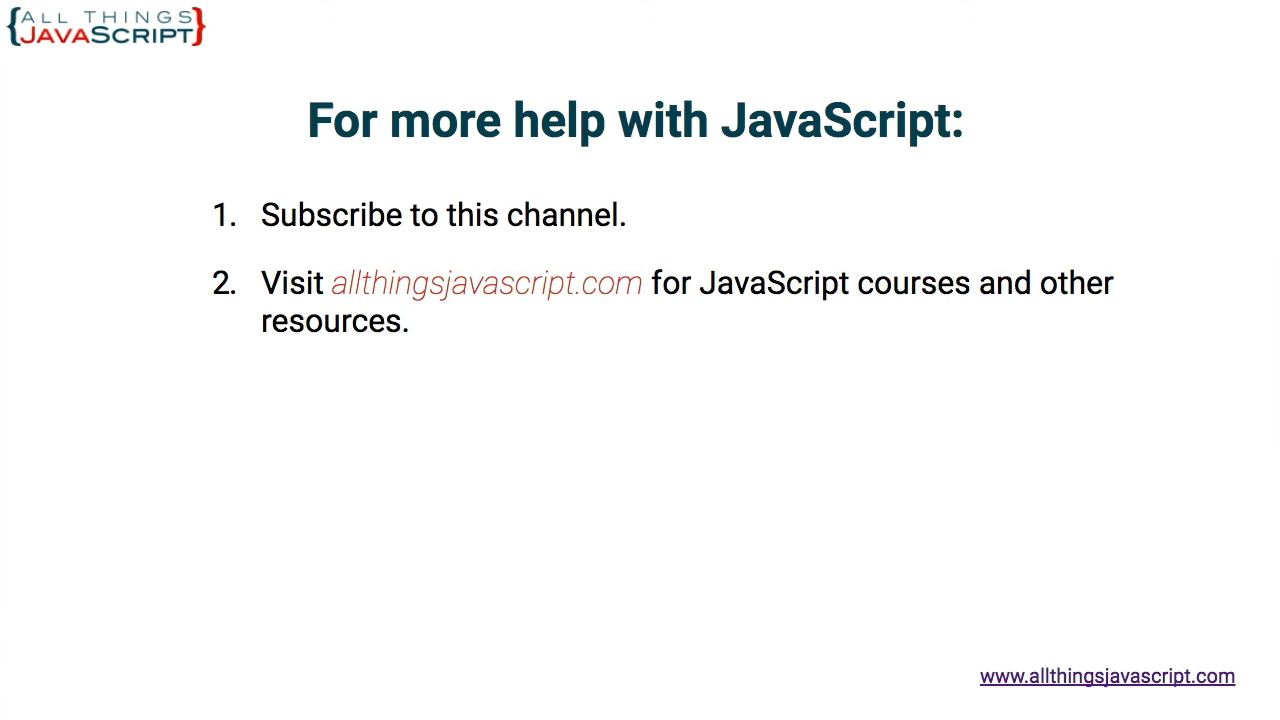 {ALL THINGS
JAVASCRIPT}
For more help with JavaScript:
1. Subscribe to this channel.
2. Visit allthingsjavascript.com for JavaScript courses and other
resources.
www.allthingsjavascript.com